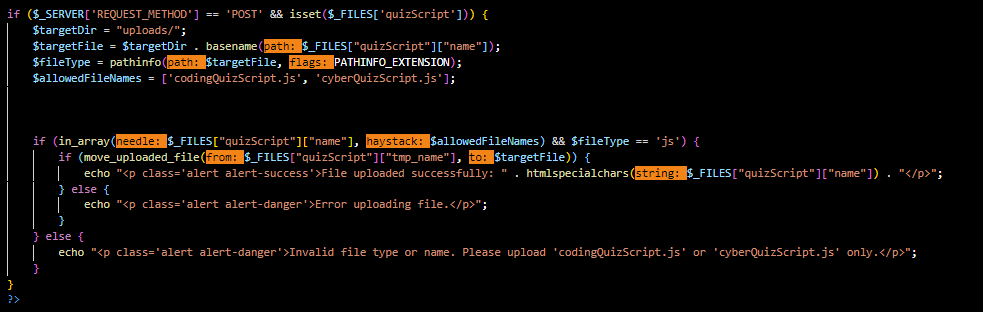 if ($_SERVER['REQUEST_METHOD'] == 'POST' && isset($_FILES['quizScript'])) {
$targetDir = "uploads/";
$targetFile = $targetDir . basename(path: $_FILES["quizScript"]["name"]);
$fileType = pathinfo(path: $targetFile, flags: PATHINFO_EXTENSION);
$allowedFileNames = ['codingQuizScript.js', 'cyberQuizScript.js'];
if (in_array(needle: $_FILES["quizScript"]["name"], haystack: $allowedFileNames) && $fileType == 'js') {
if (move_uploaded_file(from: $_FILES["quizScript"]["tmp_name"], to: $targetFile)) {
echo "<p class='alert alert-success'>File uploaded successfully: " . htmlspecialchars(string: $_FILES["quizScript"]["name"]) . "</p>";
} else {
echo "<p class='alert alert-danger'>Error uploading file.</p>";
}
} else {
echo "<p class='alert alert-danger'>Invalid file type or name. Please upload 'codingQuizScript.js' or 'cyberQuizScript.js' only.</p>";
}
}
?>